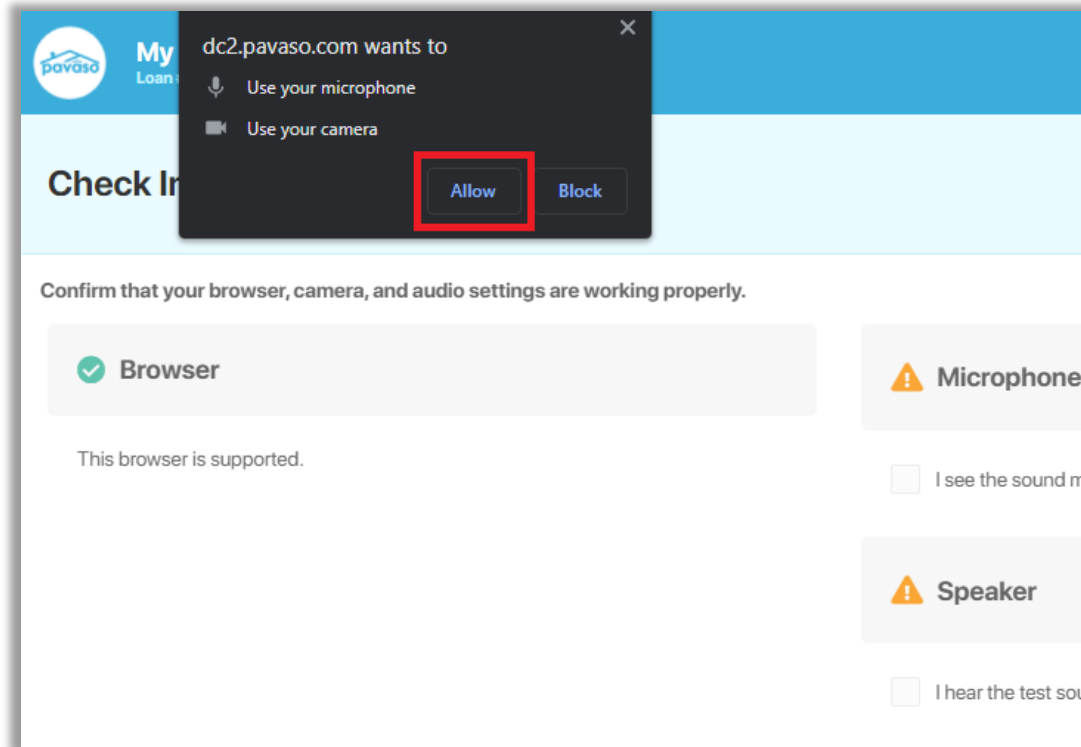 pavaso
My
Loan
dc2.pavaso.com wants to
Use your microphone
Use your camera
Allow
Block
Check In
Confirm that your browser, camera, and audio settings are working properly.
Browser
This browser is supported.
Microphone
I see the sound
Speaker
I hear the test